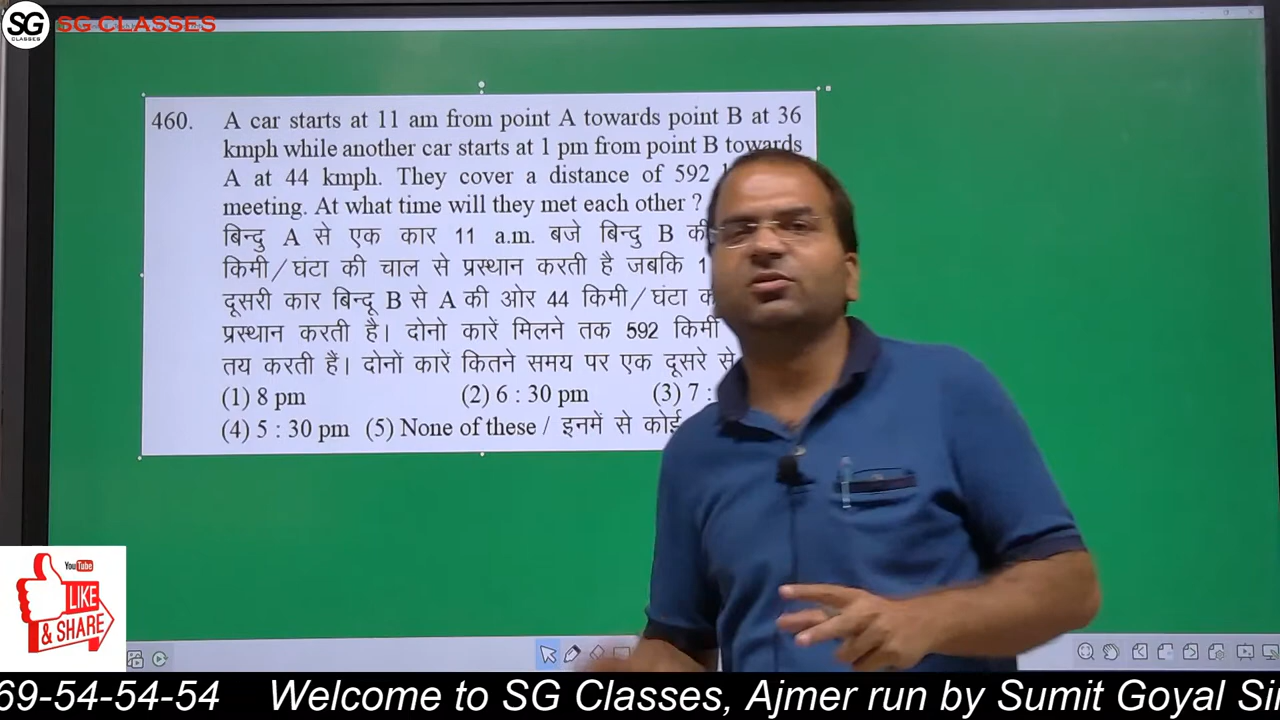 SG
CLASSES
SG CLASSES
460. A car starts at 11 am from point A towards point B at 36
kmph while another car starts at 1 pm from point B towards
A at 44 kmph. They cover a distance of 592
meeting. At what time will they met each other ?
बिन्दु A से एक कार 11 a.m. बजे बिन्दु B की
किमी/घंटा की चाल से प्रस्थान करती है जबकि 1
दूसरी कार बिन्दू B से A की ओर 44 किमी/घंटा
प्रस्थान करती है। दोनो कारें मिलने तक 592 किमी
तय करती हैं। दोनों कारें कितने समय पर एक दूसरे से
(1) 8 pm (2) 6 : 30 pm (3) 7 :
(4) 5 : 30 pm (5) None of these / इनमें से कोई
YouTube
LIKE
& SHARE
69-54-54-54 Welcome to SG Classes, Ajmer run by Sumit Goyal Si